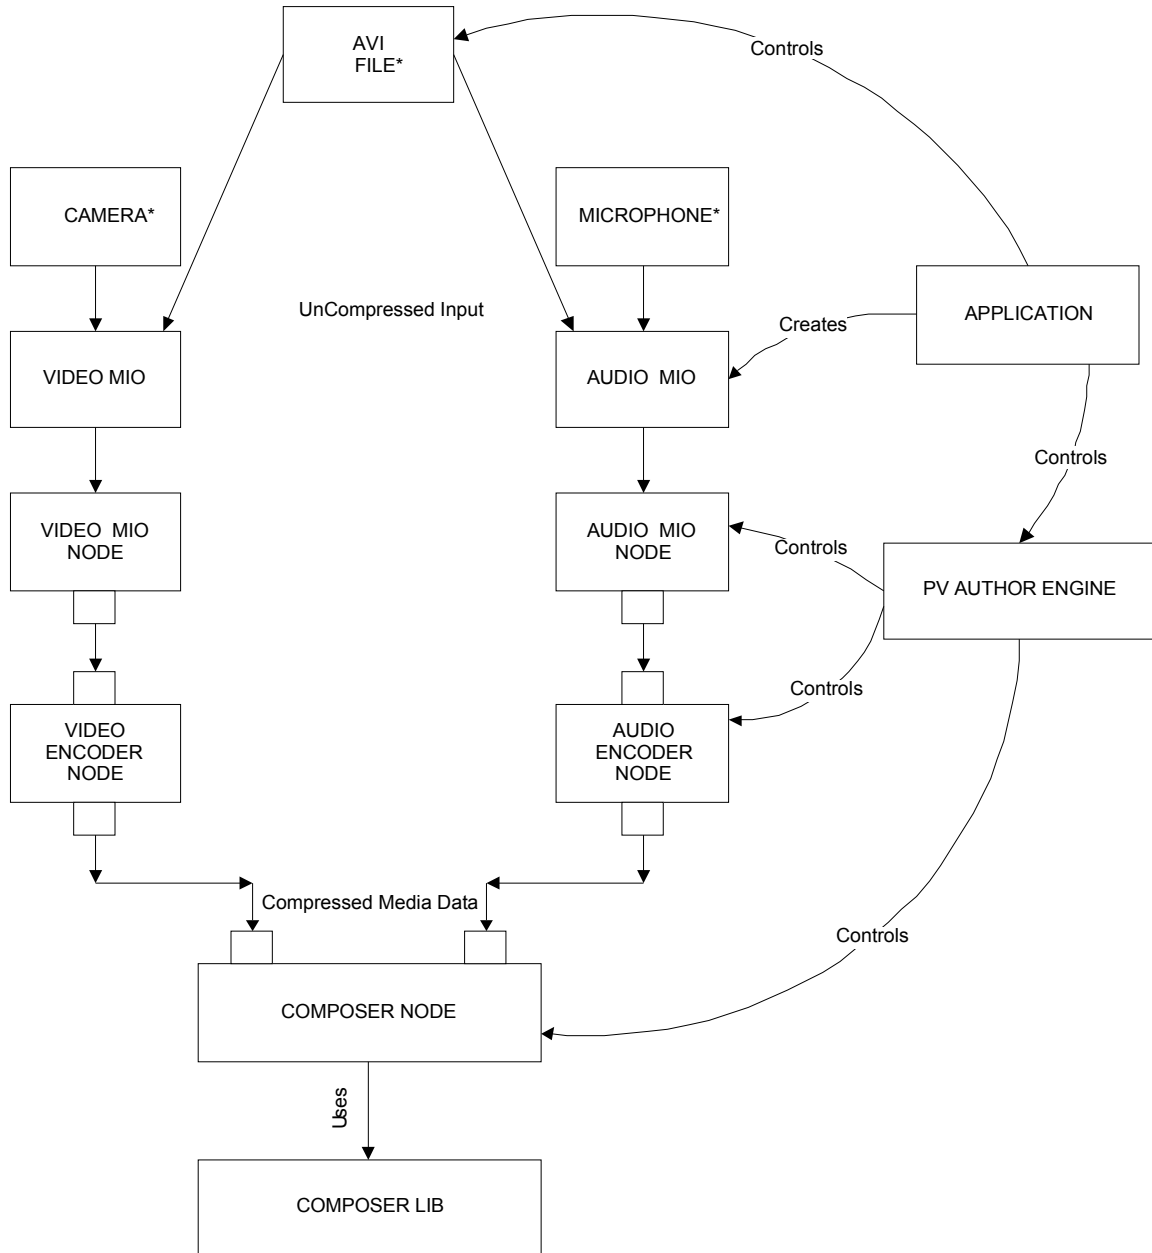 AVI
FILE*
Controls
CAMERA*
MICROPHONE*
UnCompressed Input
APPLICATION
Creates
VIDEO MIO
AUDIO MIO
Controls
VIDEO MIO
NODE
AUDIO MIO
NODE
Controls
PV AUTHOR ENGINE
Controls
VIDEO
ENCODER
NODE
AUDIO
ENCODER
NODE
Compressed Media Data
Controls
COMPOSER NODE
Uses
COMPOSER LIB